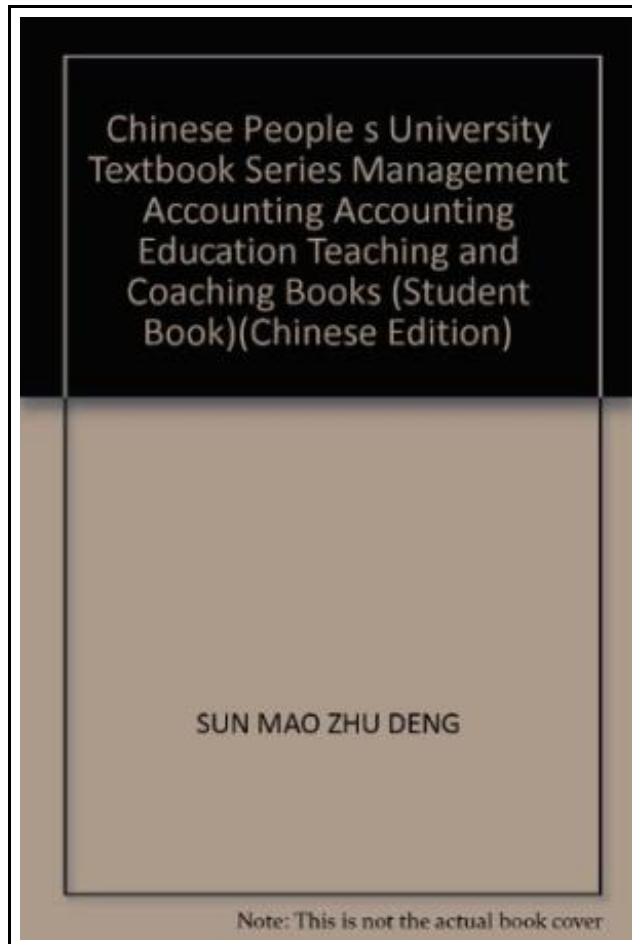 Chinese People s University
Textbook Series Management
Accounting Accounting
Education Teaching and
Coaching Books (Student
Book)(Chinese Edition)
SUN MAO ZHU DENG
Note: This is not the actual book cover